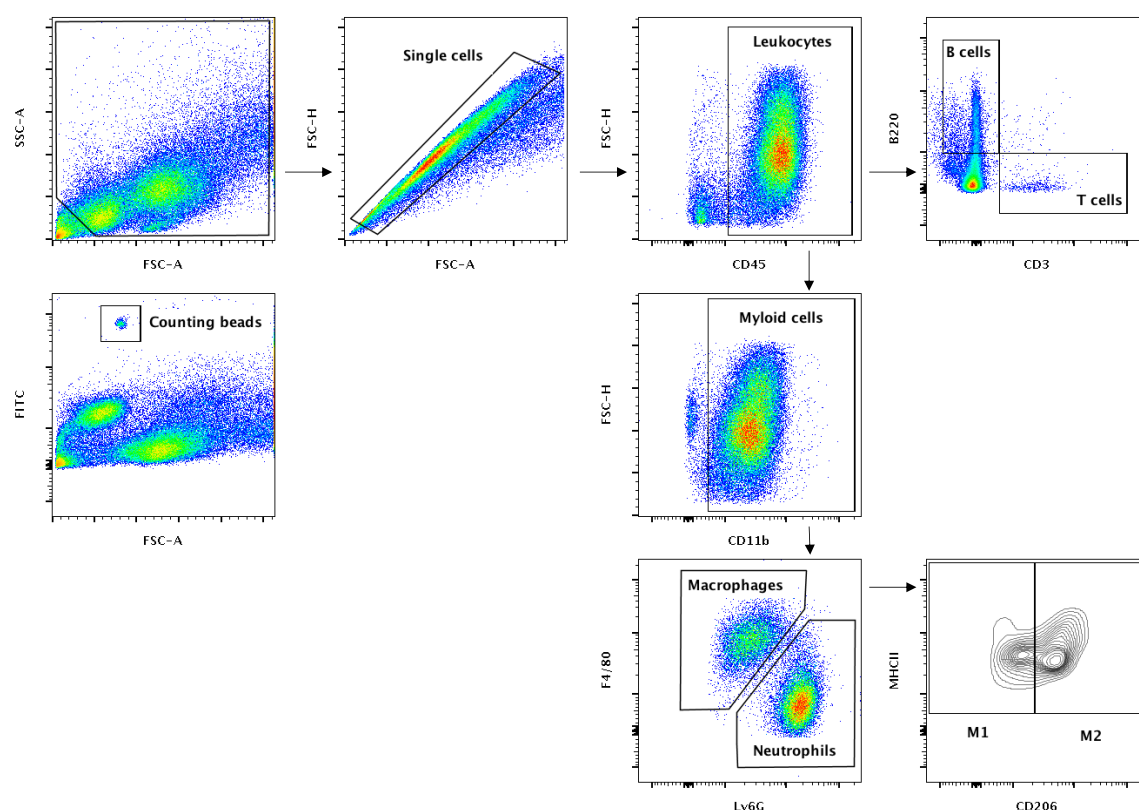 SSC-A
FSC-A
Single cells
FSC-H
FSC-A
Leukocytes
FSC-H
CD45
B cells
T cells
B220
CD3
Counting beads
FITC
FSC-A
Myloid cells
FSC-H
CD11b
Macrophages
Neutrophils
F4/80
Ly6G
MHCII
M1
M2
CD206